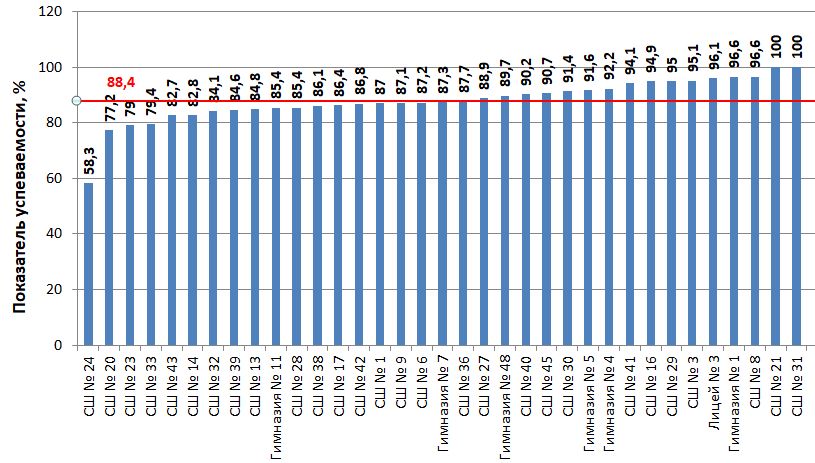 Показатель успеваемости, %
120
100
80
60
40
20
0
88,4
58,3
77,2
79
79,4
82,7
82,8
84,1
84,6
84,8
85,4
85,4
86,1
86,4
86,8
87
87,1
87,2
87,3
87,7
88,9
89,7
90,2
90,7
91,4
91,6
92,2
94,1
94,9
95
95,1
96,1
96,6
96,6
100
100
СШ № 24
СШ № 20
СШ № 23
СШ № 33
СШ № 43
СШ № 14
СШ № 32
СШ № 39
СШ № 13
Гимназия № 11
СШ № 28
СШ № 38
СШ № 17
СШ № 42
СШ № 1
СШ № 9
СШ № 6
Гимназия № 7
СШ № 36
СШ № 27
Гимназия № 48
СШ № 40
СШ № 45
СШ № 30
Гимназия № 5
Гимназия № 4
СШ № 41
СШ № 16
СШ № 29
СШ № 3
Лицей № 3
Гимназия № 1
СШ № 8
СШ № 21
СШ № 31